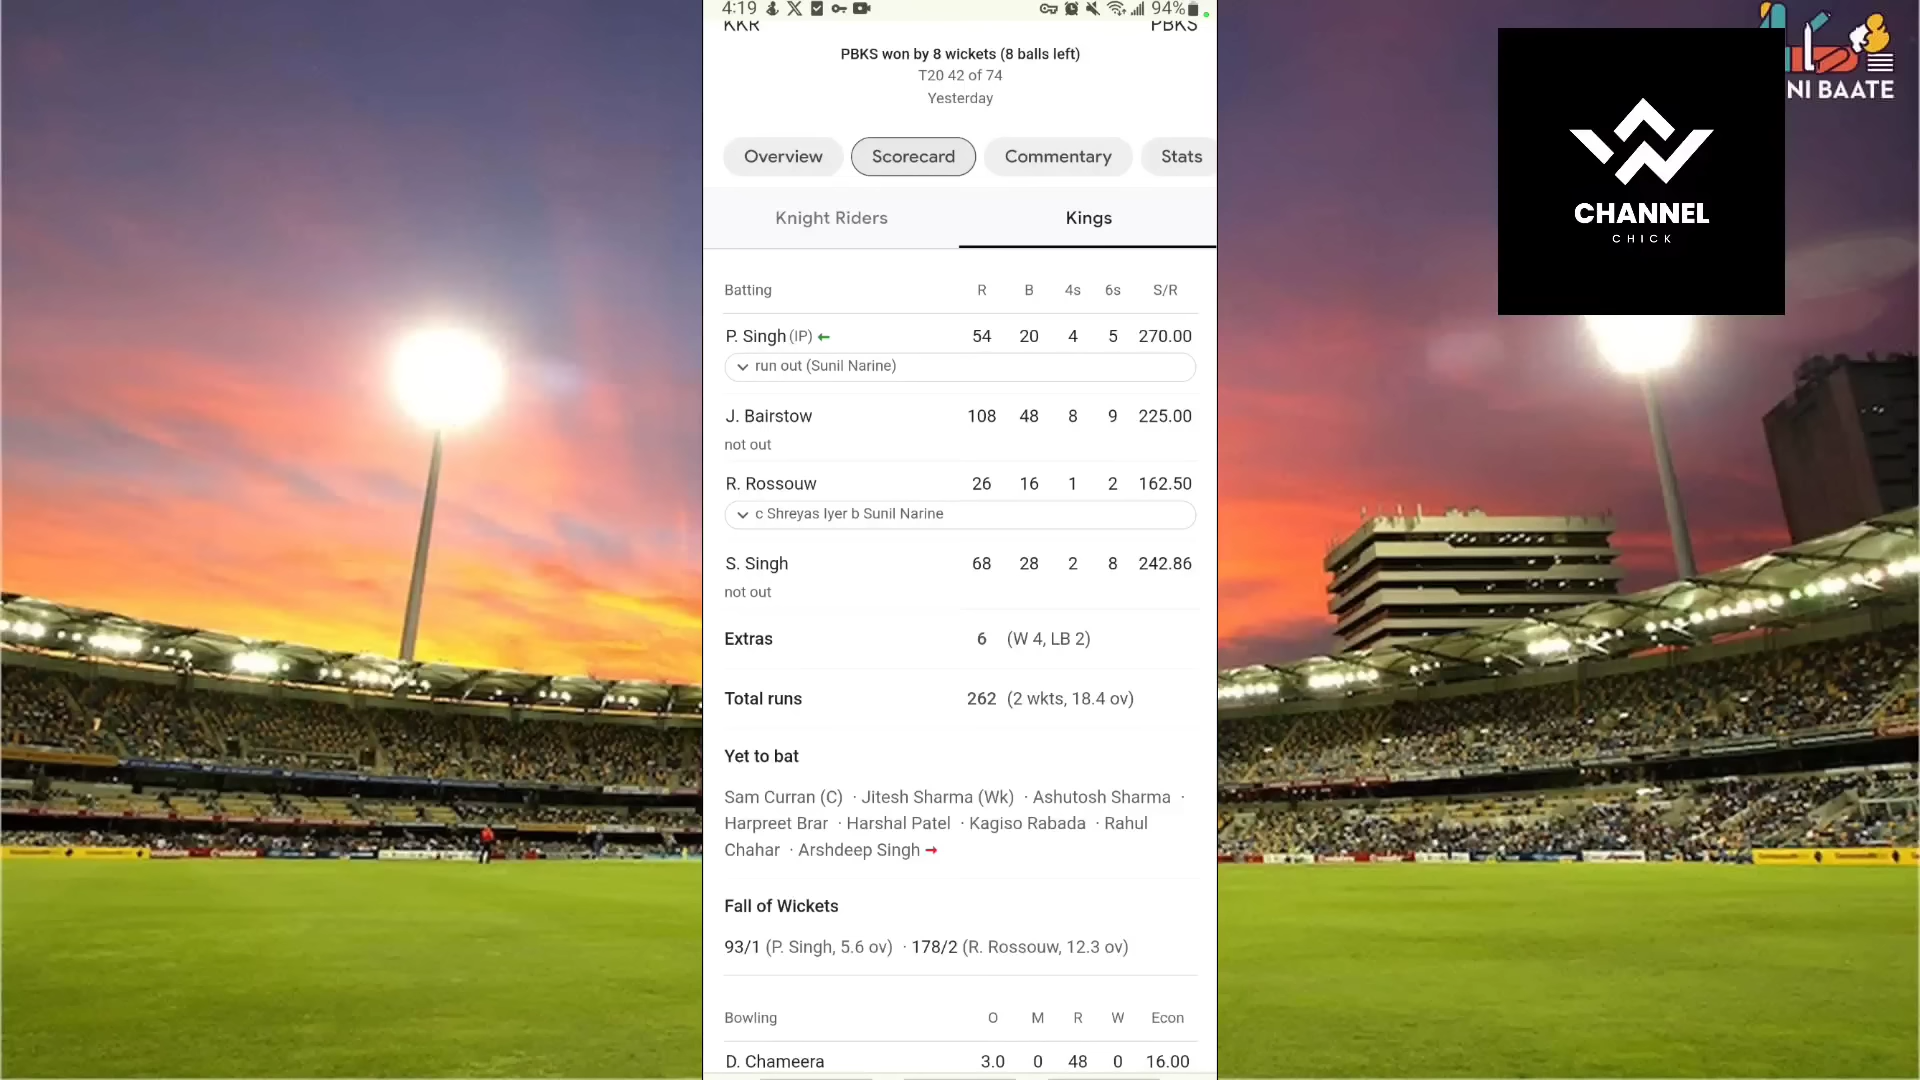 4:19 94%
KKR PBKS
PBKS won by 8 wickets (8 balls left)
T20 42 of 74
Yesterday
Overview Scorecard Commentary Stats
Knight Riders Kings
Batting R B 4s 6s S/R
P. Singh (IP) 54 20 4 5 270.00
run out (Sunil Narine)
J. Bairstow 108 48 8 9 225.00
not out
R. Rossouw 26 16 1 2 162.50
c Shreyas Iyer b Sunil Narine
S. Singh 68 28 2 8 242.86
not out
Extras 6 (W 4, LB 2)
Total runs 262 (2 wkts, 18.4 ov)
Yet to bat
Sam Curran (C) · Jitesh Sharma (Wk) · Ashutosh Sharma ·
Harpreet Brar · Harshal Patel · Kagiso Rabada · Rahul
Chahar · Arshdeep Singh
Fall of Wickets
93/1 (P. Singh, 5.6 ov) · 178/2 (R. Rossouw, 12.3 ov)
Bowling O M R W Econ
D. Chameera 3.0 0 48 0 16.00
CHANNEL
CHICK
NI BAATE